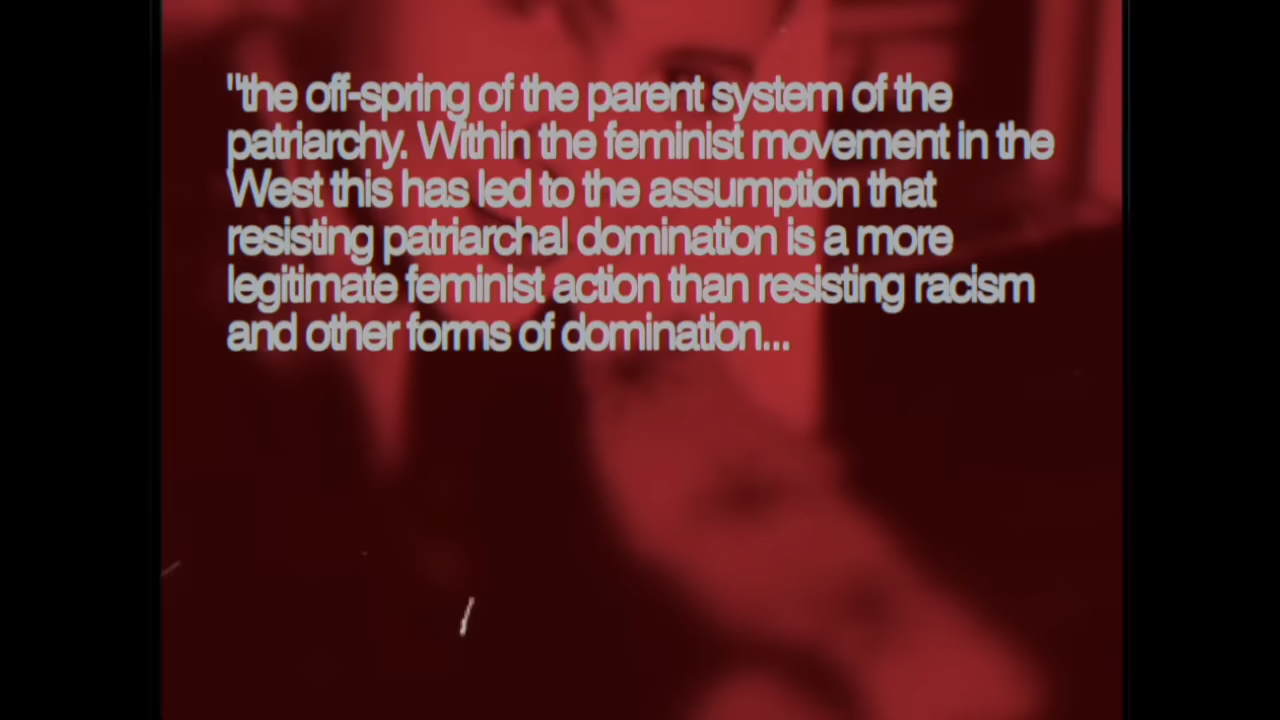 "the off-spring of the parent system of the
patriarchy. Within the feminist movement in the
West this has led to the assumption that
resisting patriarchal domination is a more
legitimate feminist action than resisting racism
and other forms of domination...